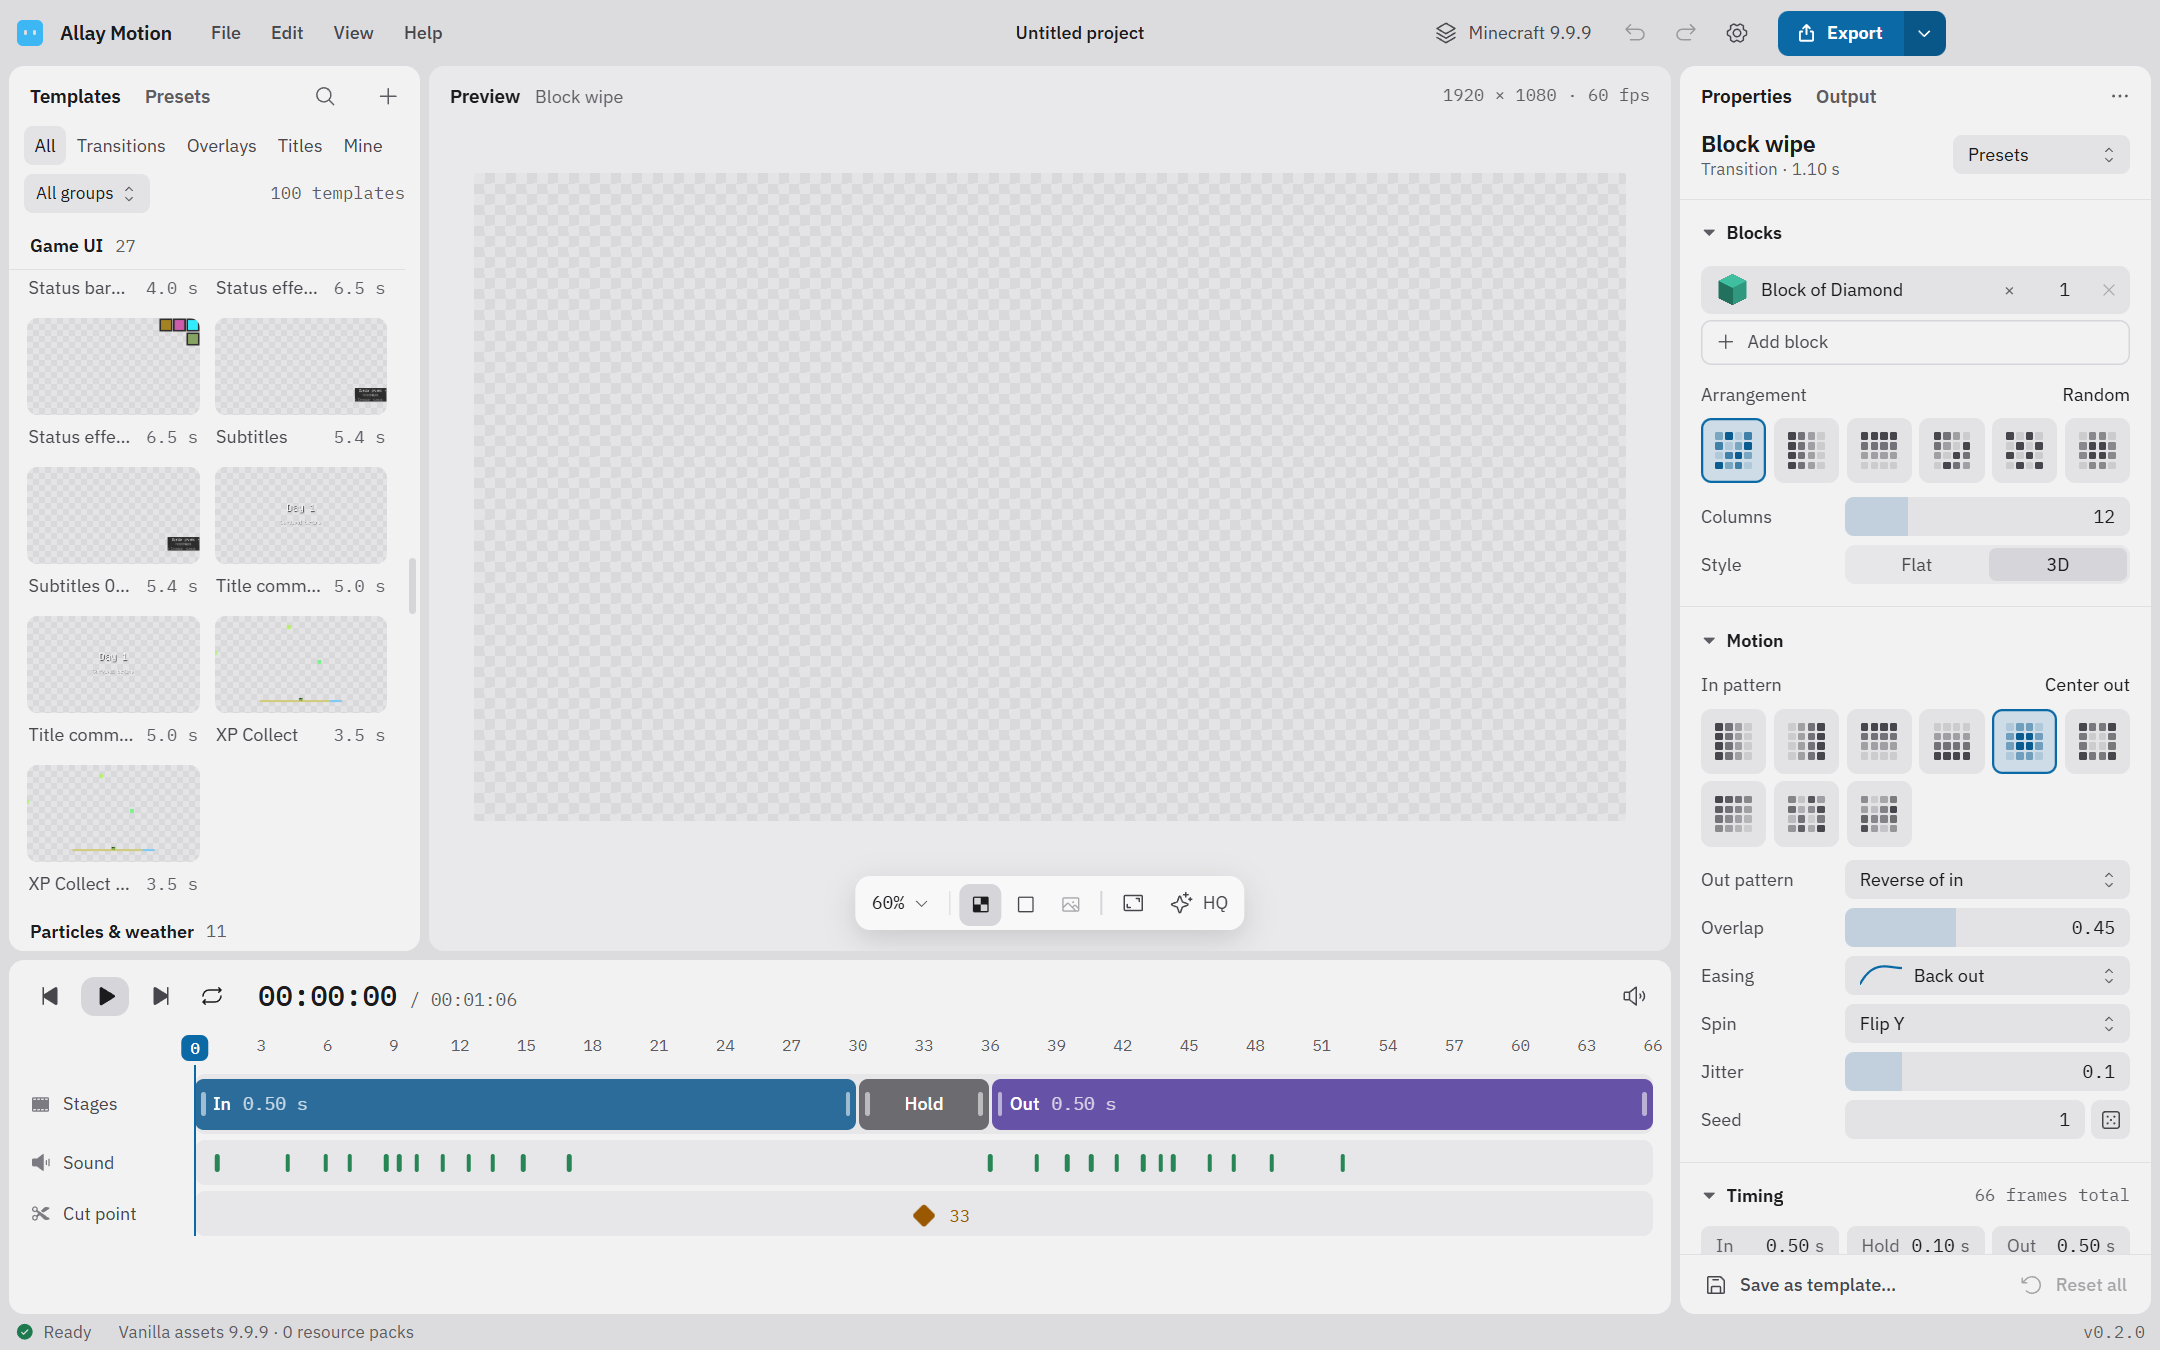 Allay Motion File Edit View Help
Untitled project
Minecraft 9.9.9
Export
Templates Presets
All Transitions Overlays Titles Mine
All groups 100 templates
Game UI 27
Status bar... 4.0 s Status effe... 6.5 s
Status effe... 6.5 s Subtitles 5.4 s
Day 1
Subtitles 0... 5.4 s Title comm... 5.0 s
Day 1
Title comm... 5.0 s XP Collect 3.5 s
XP Collect ... 3.5 s
Particles & weather 11
Preview Block wipe 1920 × 1080 · 60 fps
60% HQ
Properties Output
Block wipe
Transition · 1.10 s
Presets
Blocks
Block of Diamond × 1
Add block
Arrangement Random
Columns 12
Style Flat 3D
Motion
In pattern Center out
Out pattern Reverse of in
Overlap 0.45
Easing Back out
Spin Flip Y
Jitter 0.1
Seed 1
Timing 66 frames total
In 0.50 s Hold 0.10 s Out 0.50 s
Save as template... Reset all
00:00:00 / 00:01:06
0 3 6 9 12 15 18 21 24 27 30 33 36 39 42 45 48 51 54 57 60 63 66
Stages In 0.50 s Hold Out 0.50 s
Sound
Cut point 33
Ready Vanilla assets 9.9.9 · 0 resource packs v0.2.0